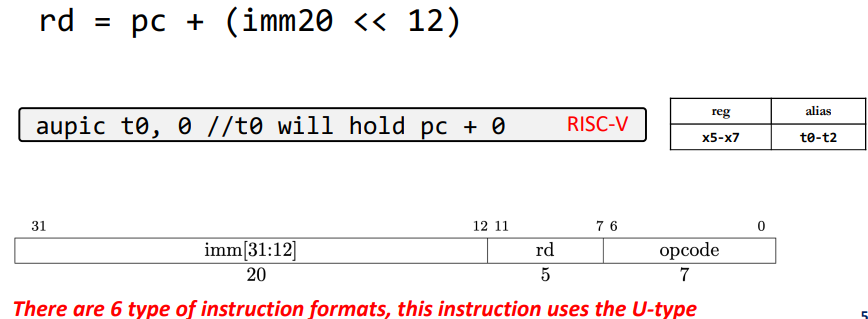 rd = pc + (imm20 << 12)
aupic t0, 0 //t0 will hold pc + 0 RISC-V
reg alias
x5-x7 t0-t2
31 12 11 7 6 0
imm[31:12] rd opcode
20 5 7
There are 6 type of instruction formats, this instruction uses the U-type